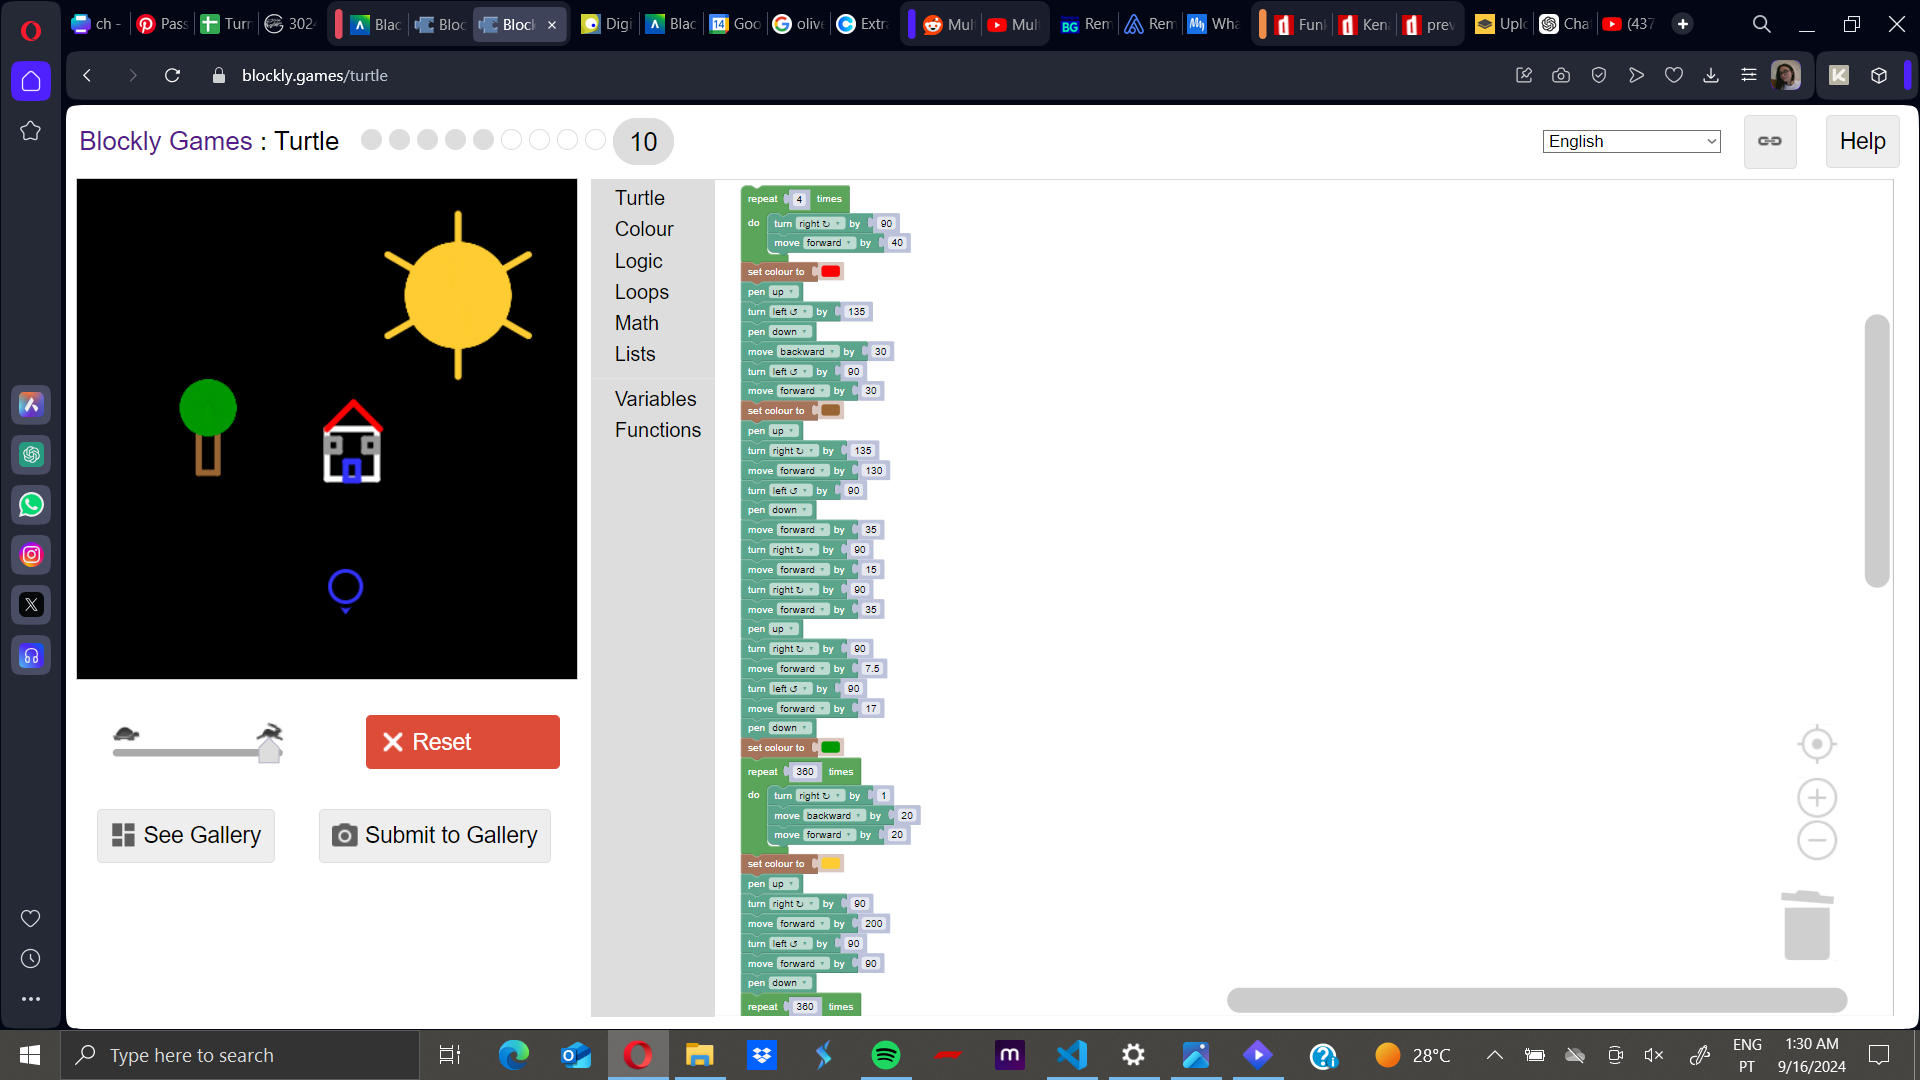 ch -
Pass
Turn
3024
Blac
Bloc
Block
Digi
Blac
14
Goo
olive
Extra
Mult
Mult
BG
Rem
Rem
Wha
Funk
Ken
prev
Uplo
Cha
(437
blockly.games/turtle
Blockly Games : Turtle
10
English
Help
Turtle
Colour
Logic
Loops
Math
Lists
Variables
Functions
repeat 4 times
do turn right ↻ by 90
move forward by 40
set colour to
pen up
turn left ↺ by 135
pen down
move backward by 30
turn left ↺ by 90
move forward by 30
set colour to
pen up
turn right ↻ by 135
move forward by 130
turn left ↺ by 90
pen down
move forward by 35
turn right ↻ by 90
move forward by 15
turn right ↻ by 90
move forward by 35
pen up
turn right ↻ by 90
move forward by 7.5
turn left ↺ by 90
move forward by 17
pen down
set colour to
repeat 360 times
do turn right ↻ by 1
move backward by 20
move forward by 20
set colour to
pen up
turn right ↻ by 90
move forward by 200
turn left ↺ by 90
move forward by 90
pen down
repeat 360 times
Reset
See Gallery
Submit to Gallery
Type here to search
28°C
ENG
PT
1:30 AM
9/16/2024